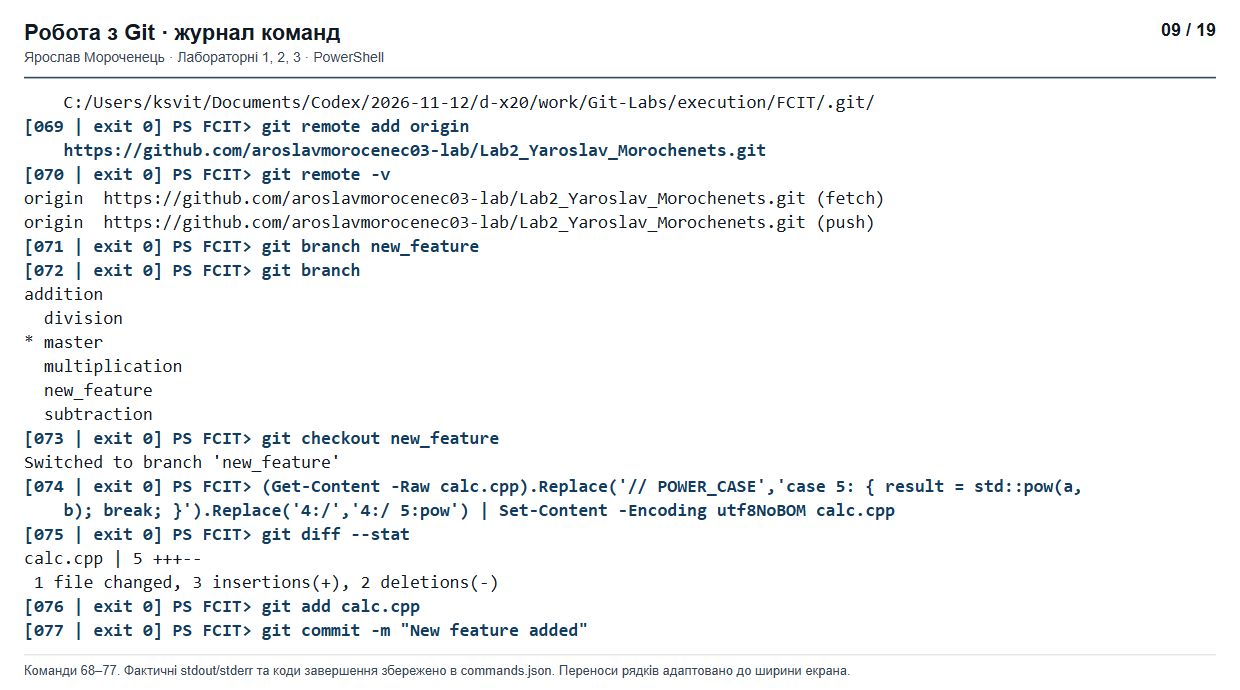 Робота з Git · журнал команд
09 / 19
Ярослав Мороченець · Лабораторні 1, 2, 3 · PowerShell
C:/Users/ksvit/Documents/Codex/2026-11-12/d-x20/work/Git-Labs/execution/FCIT/.git/
[069 | exit 0] PS FCIT> git remote add origin
https://github.com/aroslavmorocenec03-lab/Lab2_Yaroslav_Morochenets.git
[070 | exit 0] PS FCIT> git remote -v
origin  https://github.com/aroslavmorocenec03-lab/Lab2_Yaroslav_Morochenets.git (fetch)
origin  https://github.com/aroslavmorocenec03-lab/Lab2_Yaroslav_Morochenets.git (push)
[071 | exit 0] PS FCIT> git branch new_feature
[072 | exit 0] PS FCIT> git branch
addition
  division
* master
  multiplication
  new_feature
  subtraction
[073 | exit 0] PS FCIT> git checkout new_feature
Switched to branch 'new_feature'
[074 | exit 0] PS FCIT> (Get-Content -Raw calc.cpp).Replace('// POWER_CASE','case 5: { result = std::pow(a,
b); break; }').Replace('4:/','4:/ 5:pow') | Set-Content -Encoding utf8NoBOM calc.cpp
[075 | exit 0] PS FCIT> git diff --stat
calc.cpp | 5 +++--
 1 file changed, 3 insertions(+), 2 deletions(-)
[076 | exit 0] PS FCIT> git add calc.cpp
[077 | exit 0] PS FCIT> git commit -m "New feature added"
Команди 68–77. Фактичні stdout/stderr та коди завершення збережено в commands.json. Переноси рядків адаптовано до ширини екрана.